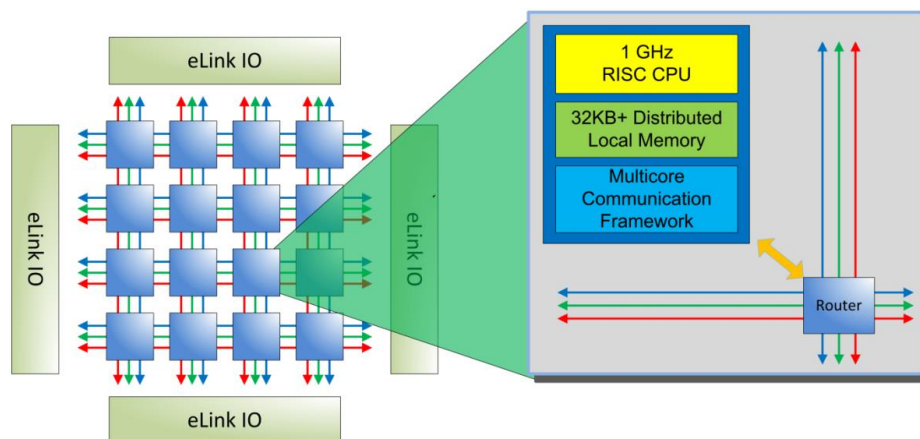 eLink IO
eLink IO
eLink IO
eLink IO
1 GHz
RISC CPU
32KB+ Distributed
Local Memory
Multicore
Communication
Framework
Router